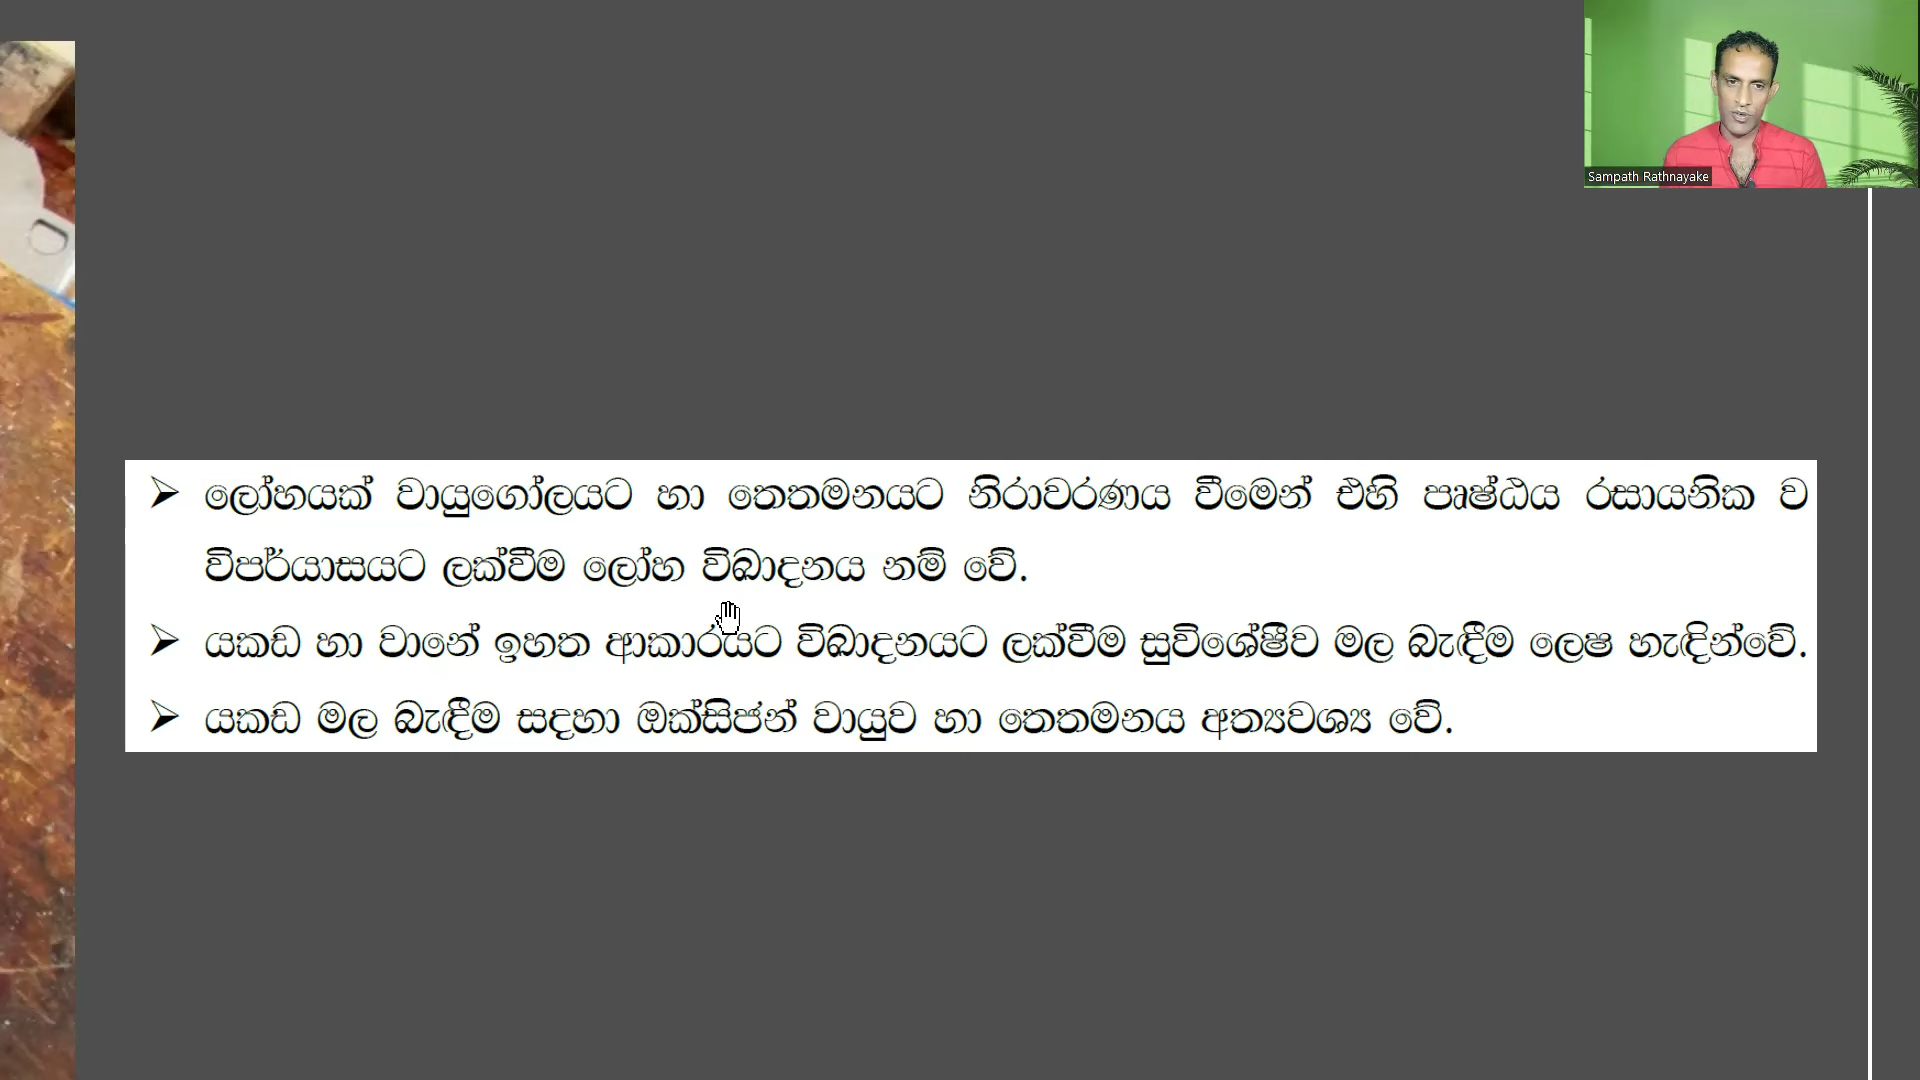 Sampath Rathnayake
➢ ලෝහයක් වායුගෝලයට හා තෙතමනයට නිරාවරණය වීමෙන් එහි පෘෂ්ඨය රසායනික ව
විපර්යාසයට ලක්වීම ලෝහ විඛාදනය නම් වේ.
➢ යකඩ හා වානේ ඉහත ආකාරයට විඛාදනයට ලක්වීම සුවිශේෂීව මල බැඳීම ලෙෂ හැඳින්වේ.
➢ යකඩ මල බැඳීම සදහා ඔක්සිජන් වායුව හා තෙතමනය අත්‍යවශ්‍ය වේ.